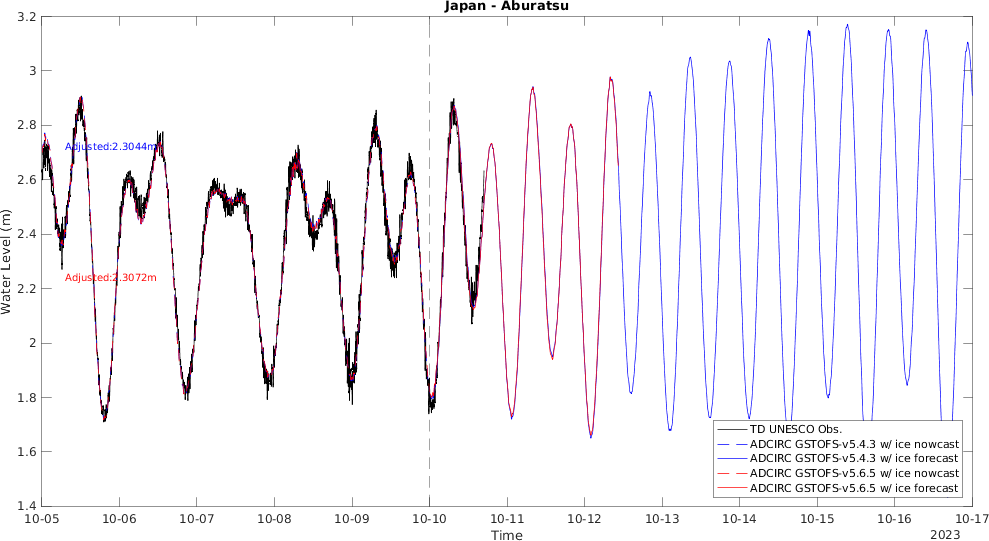 Japan - Aburatsu
3.2
3
2.8
2.6
2.4
2.2
2
1.8
1.6
1.4
Water Level (m)
Adjusted:2.3044m
Adjusted:2.3072m
TD UNESCO Obs.
ADCIRC GSTOFS-v5.4.3 w/ ice nowcast
ADCIRC GSTOFS-v5.4.3 w/ ice forecast
ADCIRC GSTOFS-v5.6.5 w/ ice nowcast
ADCIRC GSTOFS-v5.6.5 w/ ice forecast
10-05 10-06 10-07 10-08 10-09 10-10 10-11 10-12 10-13 10-14 10-15 10-16 10-17
Time
2023